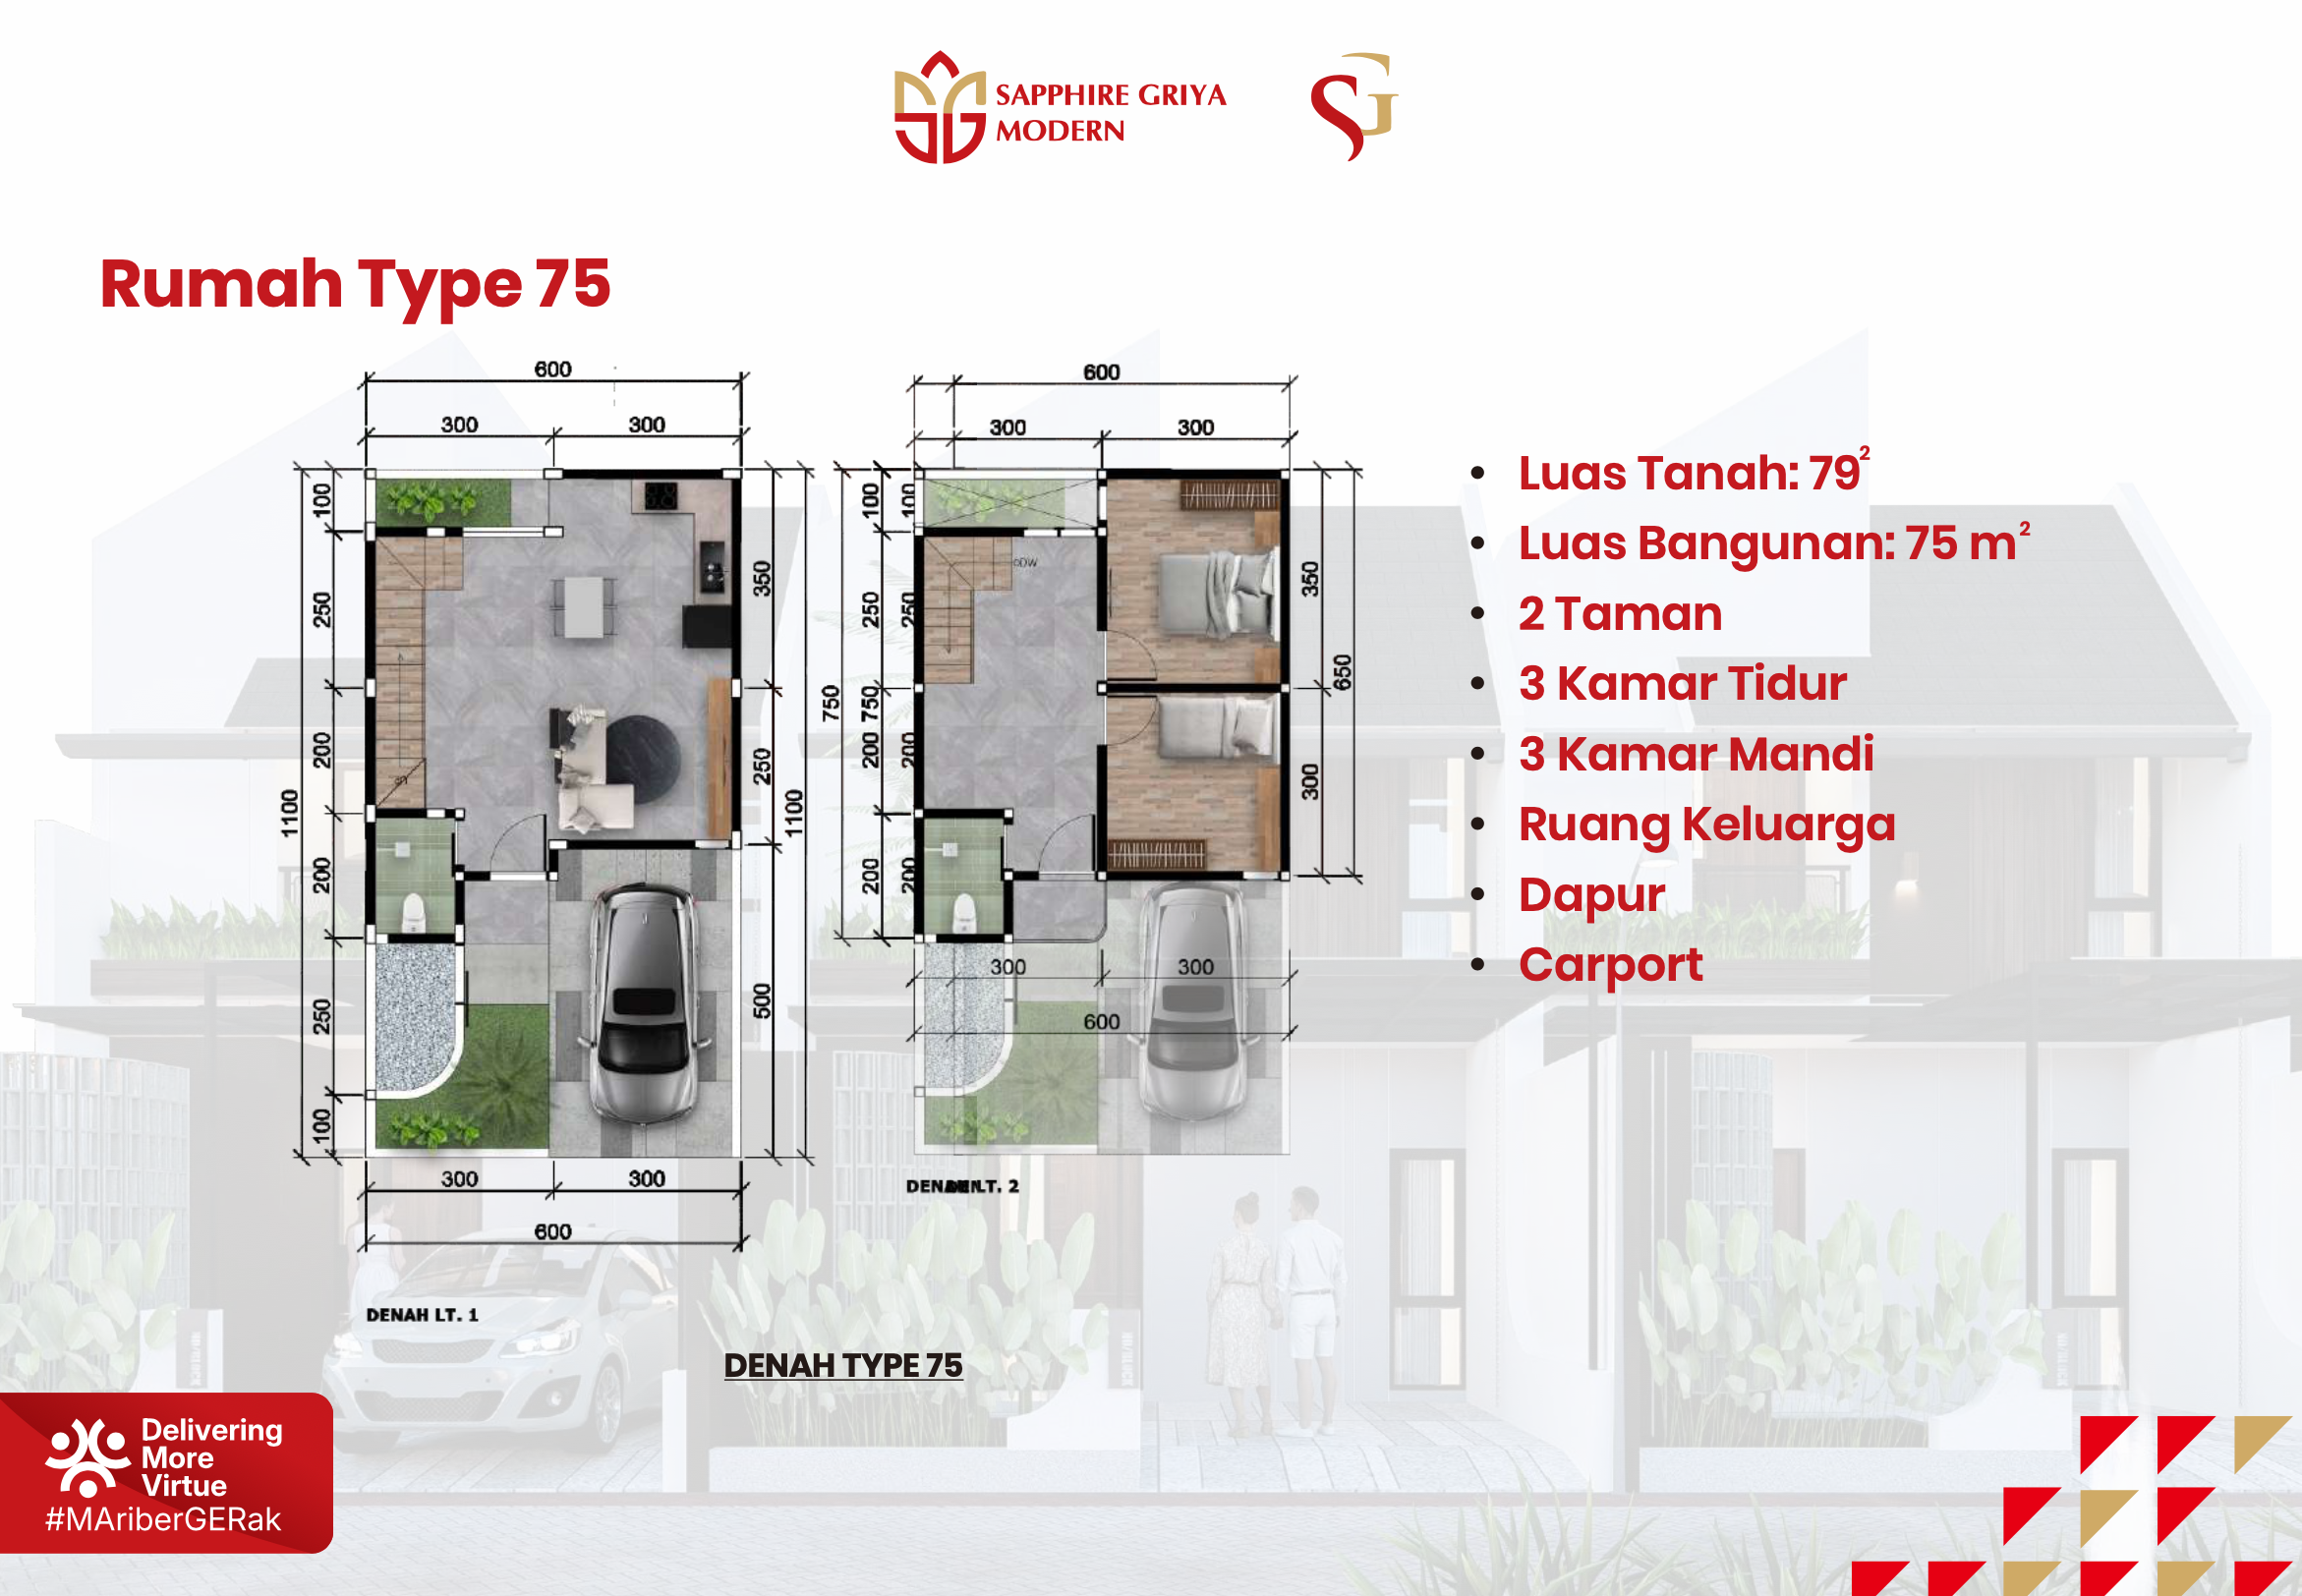 SAPPHIRE GRIYA
MODERN
SG
Rumah Type 75
600
300 300
100
250
200
200
250
100
1100
350
250
500
1100
UP
300 300
600
DENAH LT. 1
600
300 300
750
100
250
750
200
200
100
250
200
200
DW
350
300
650
300 300
600
LT. 2
DENAH TYPE 75
• Luas Tanah: 79²
• Luas Bangunan: 75 m²
• 2 Taman
• 3 Kamar Tidur
• 3 Kamar Mandi
• Ruang Keluarga
• Dapur
• Carport
Delivering
More
Virtue
#MAriberGERak